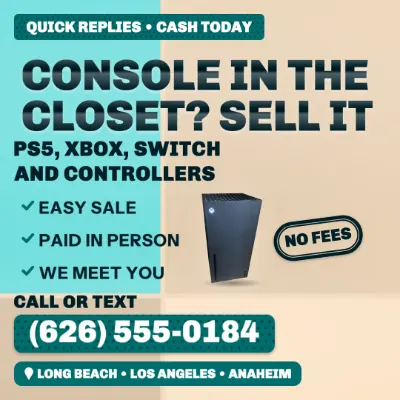 QUICK REPLIES • CASH TODAY
CONSOLE IN THE
CLOSET? SELL IT
PS5, XBOX, SWITCH
AND CONTROLLERS
EASY SALE
PAID IN PERSON
WE MEET YOU
NO FEES
CALL OR TEXT
(626) 555-0184
LONG BEACH • LOS ANGELES • ANAHEIM